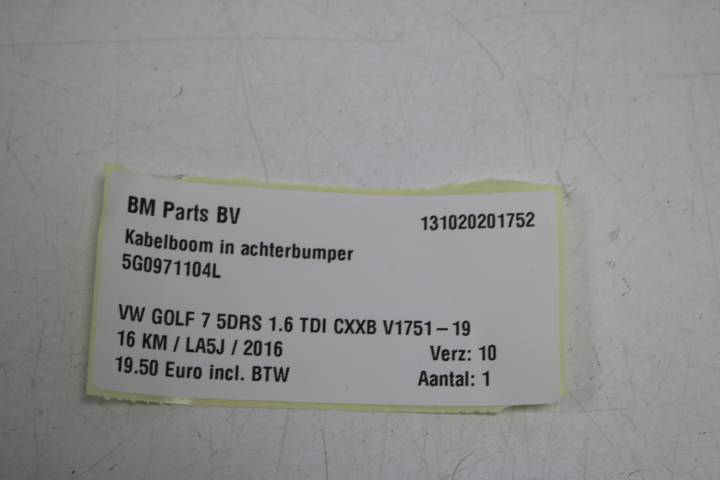 BM Parts BV 131020201752
Kabelboom in achterbumper
5G0971104L
VW GOLF 7 5DRS 1.6 TDI CXXB V1751-19
16 KM / LA5J / 2016 Verz: 10
19.50 Euro incl. BTW Aantal: 1